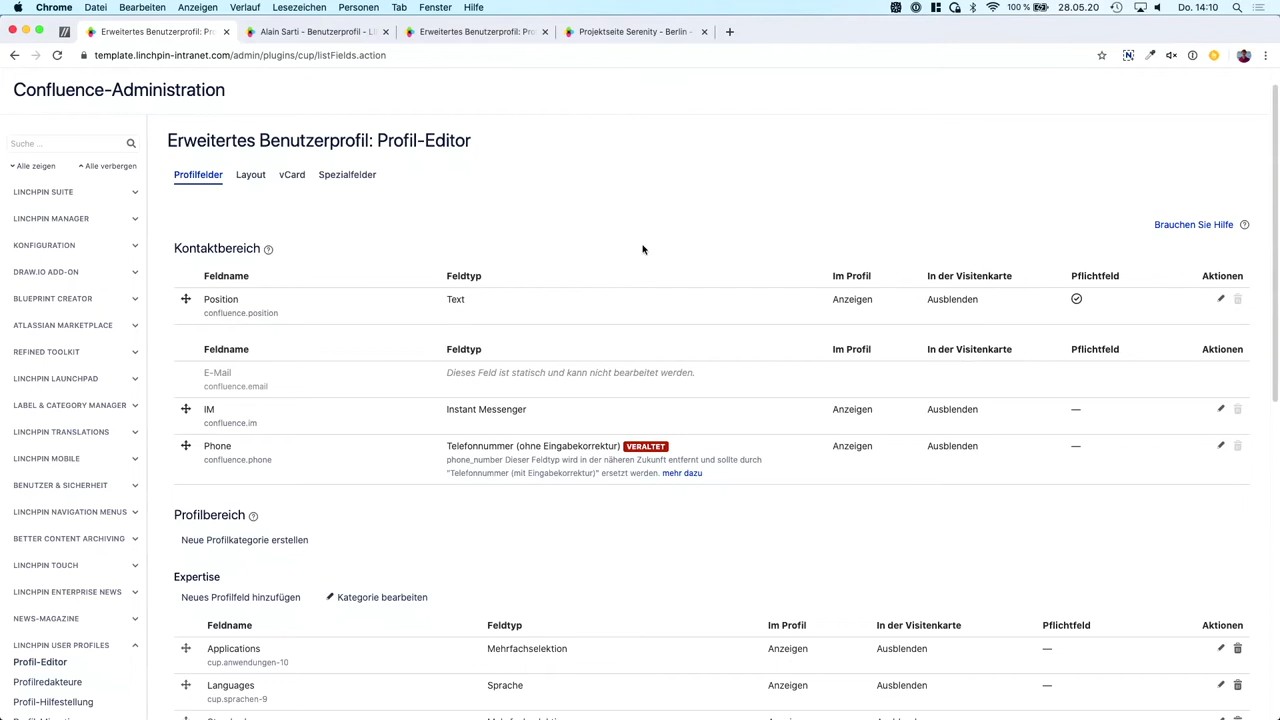 Chrome Datei Bearbeiten Anzeigen Verlauf Lesezeichen Personen Tab Fenster Hilfe 100 % 28.05.20 Do. 14:10
Erweitertes Benutzerprofil: Pro Alain Sarti - Benutzerprofil - LI Erweitertes Benutzerprofil: Pro Projektseite Serenity - Berlin -
template.linchpin-intranet.com/admin/plugins/cup/listFields.action
Confluence-Administration
Suche ...
Alle zeigen Alle verbergen
LINCHPIN SUITE
LINCHPIN MANAGER
KONFIGURATION
DRAW.IO ADD-ON
BLUEPRINT CREATOR
ATLASSIAN MARKETPLACE
REFINED TOOLKIT
LINCHPIN LAUNCHPAD
LABEL & CATEGORY MANAGER
LINCHPIN TRANSLATIONS
LINCHPIN MOBILE
BENUTZER & SICHERHEIT
LINCHPIN NAVIGATION MENUS
BETTER CONTENT ARCHIVING
LINCHPIN TOUCH
LINCHPIN ENTERPRISE NEWS
NEWS-MAGAZINE
LINCHPIN USER PROFILES
Profil-Editor
Profilredakteure
Profil-Hilfestellung
Erweitertes Benutzerprofil: Profil-Editor
Profilfelder Layout vCard Spezialfelder
Brauchen Sie Hilfe
Kontaktbereich
Feldname Feldtyp Im Profil In der Visitenkarte Pflichtfeld Aktionen
Position Text Anzeigen Ausblenden
confluence.position
Feldname Feldtyp Im Profil In der Visitenkarte Pflichtfeld Aktionen
E-Mail Dieses Feld ist statisch und kann nicht bearbeitet werden.
confluence.email
IM Instant Messenger Anzeigen Ausblenden —
confluence.im
Phone Telefonnummer (ohne Eingabekorrektur) VERALTET Anzeigen Ausblenden —
confluence.phone phone_number Dieser Feldtyp wird in der näheren Zukunft entfernt und sollte durch
"Telefonnummer (mit Eingabekorrektur)" ersetzt werden. mehr dazu
Profilbereich
Neue Profilkategorie erstellen
Expertise
Neues Profilfeld hinzufügen Kategorie bearbeiten
Feldname Feldtyp Im Profil In der Visitenkarte Pflichtfeld Aktionen
Applications Mehrfachselektion Anzeigen Ausblenden —
cup.anwendungen-10
Languages Sprache Anzeigen Ausblenden —
cup.sprachen-9